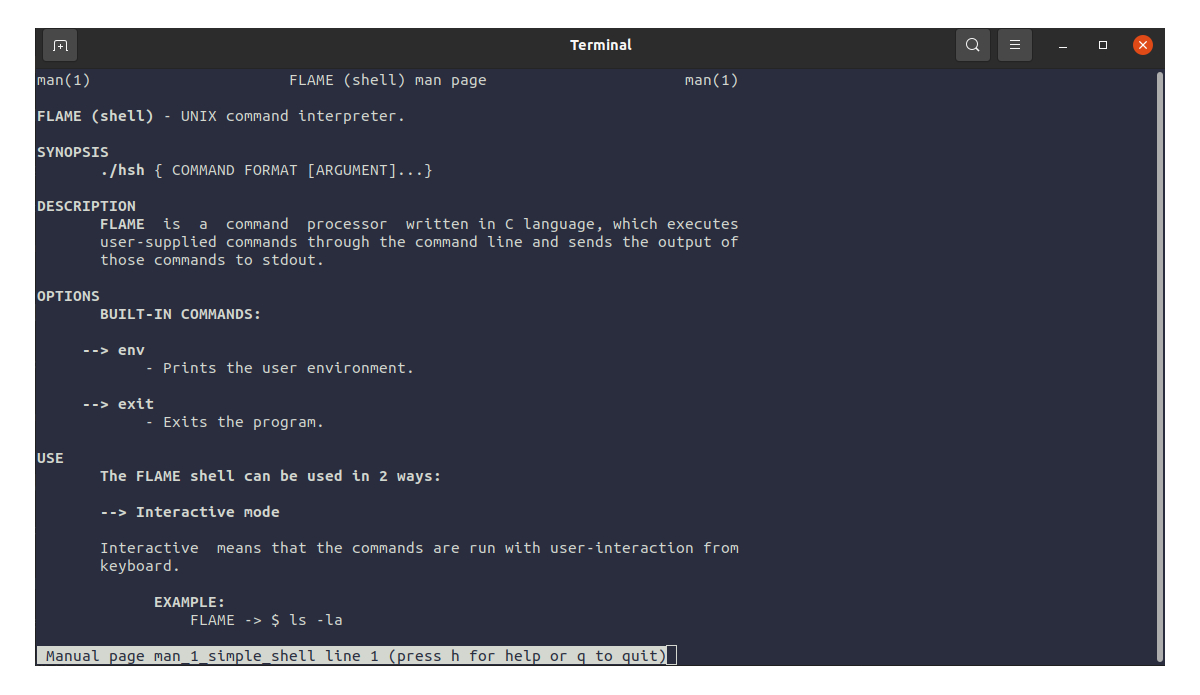 Terminal
man(1) FLAME (shell) man page man(1)
FLAME (shell) - UNIX command interpreter.
SYNOPSIS
./hsh { COMMAND FORMAT [ARGUMENT]...}
DESCRIPTION
FLAME is a command processor written in C language, which executes
user-supplied commands through the command line and sends the output of
those commands to stdout.
OPTIONS
BUILT-IN COMMANDS:
--> env
- Prints the user environment.
--> exit
- Exits the program.
USE
The FLAME shell can be used in 2 ways:
--> Interactive mode
Interactive means that the commands are run with user-interaction from
keyboard.
EXAMPLE:
FLAME -> $ ls -la
Manual page man_1_simple_shell line 1 (press h for help or q to quit)